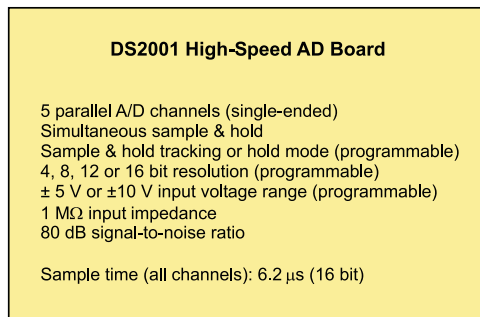 DS2001 High-Speed AD Board
5 parallel A/D channels (single-ended)
Simultaneous sample & hold
Sample & hold tracking or hold mode (programmable)
4, 8, 12 or 16 bit resolution (programmable)
± 5 V or ±10 V input voltage range (programmable)
1 MΩ input impedance
80 dB signal-to-noise ratio
Sample time (all channels): 6.2 μs (16 bit)